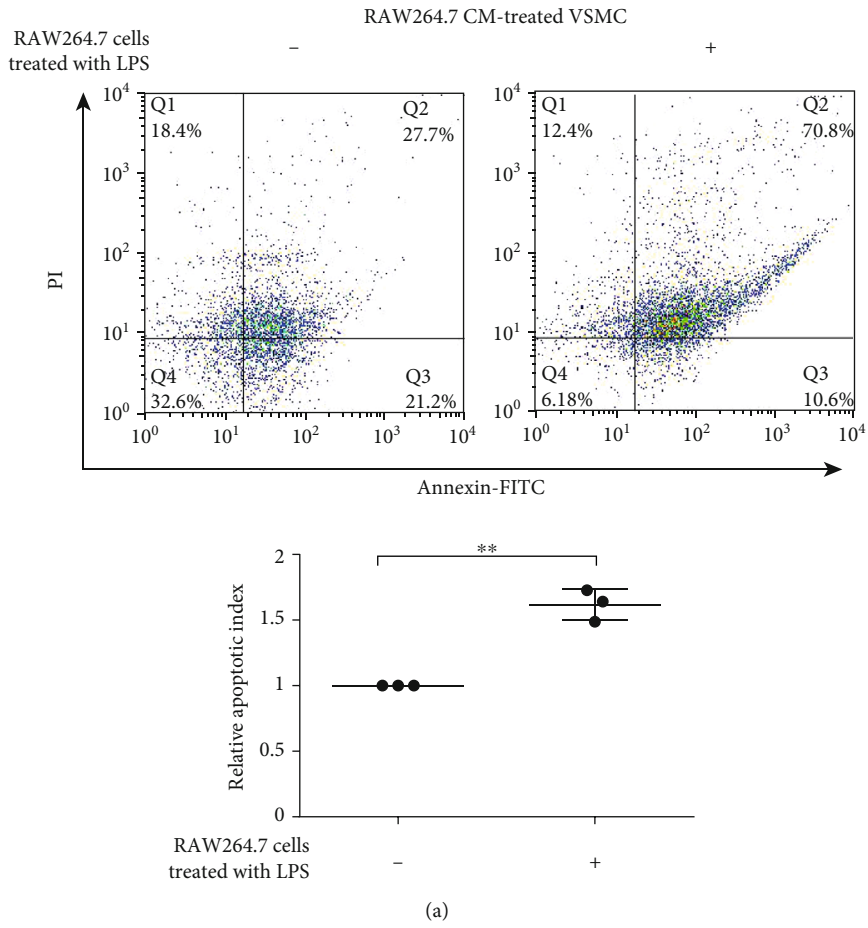 RAW264.7 CM-treated VSMC
RAW264.7 cells
treated with LPS
–
+
10⁴
10³
10²
10¹
10⁰
PI
Q1
18.4%
Q2
27.7%
Q4
32.6%
Q3
21.2%
10⁰
10¹
10²
10³
10⁴
10⁴
10³
10²
10¹
10⁰
Q1
12.4%
Q2
70.8%
Q4
6.18%
Q3
10.6%
10⁰
10¹
10²
10³
10⁴
Annexin-FITC
Relative apoptotic index
2
1.5
1
0.5
0
**
RAW264.7 cells
treated with LPS
–
+
(a)